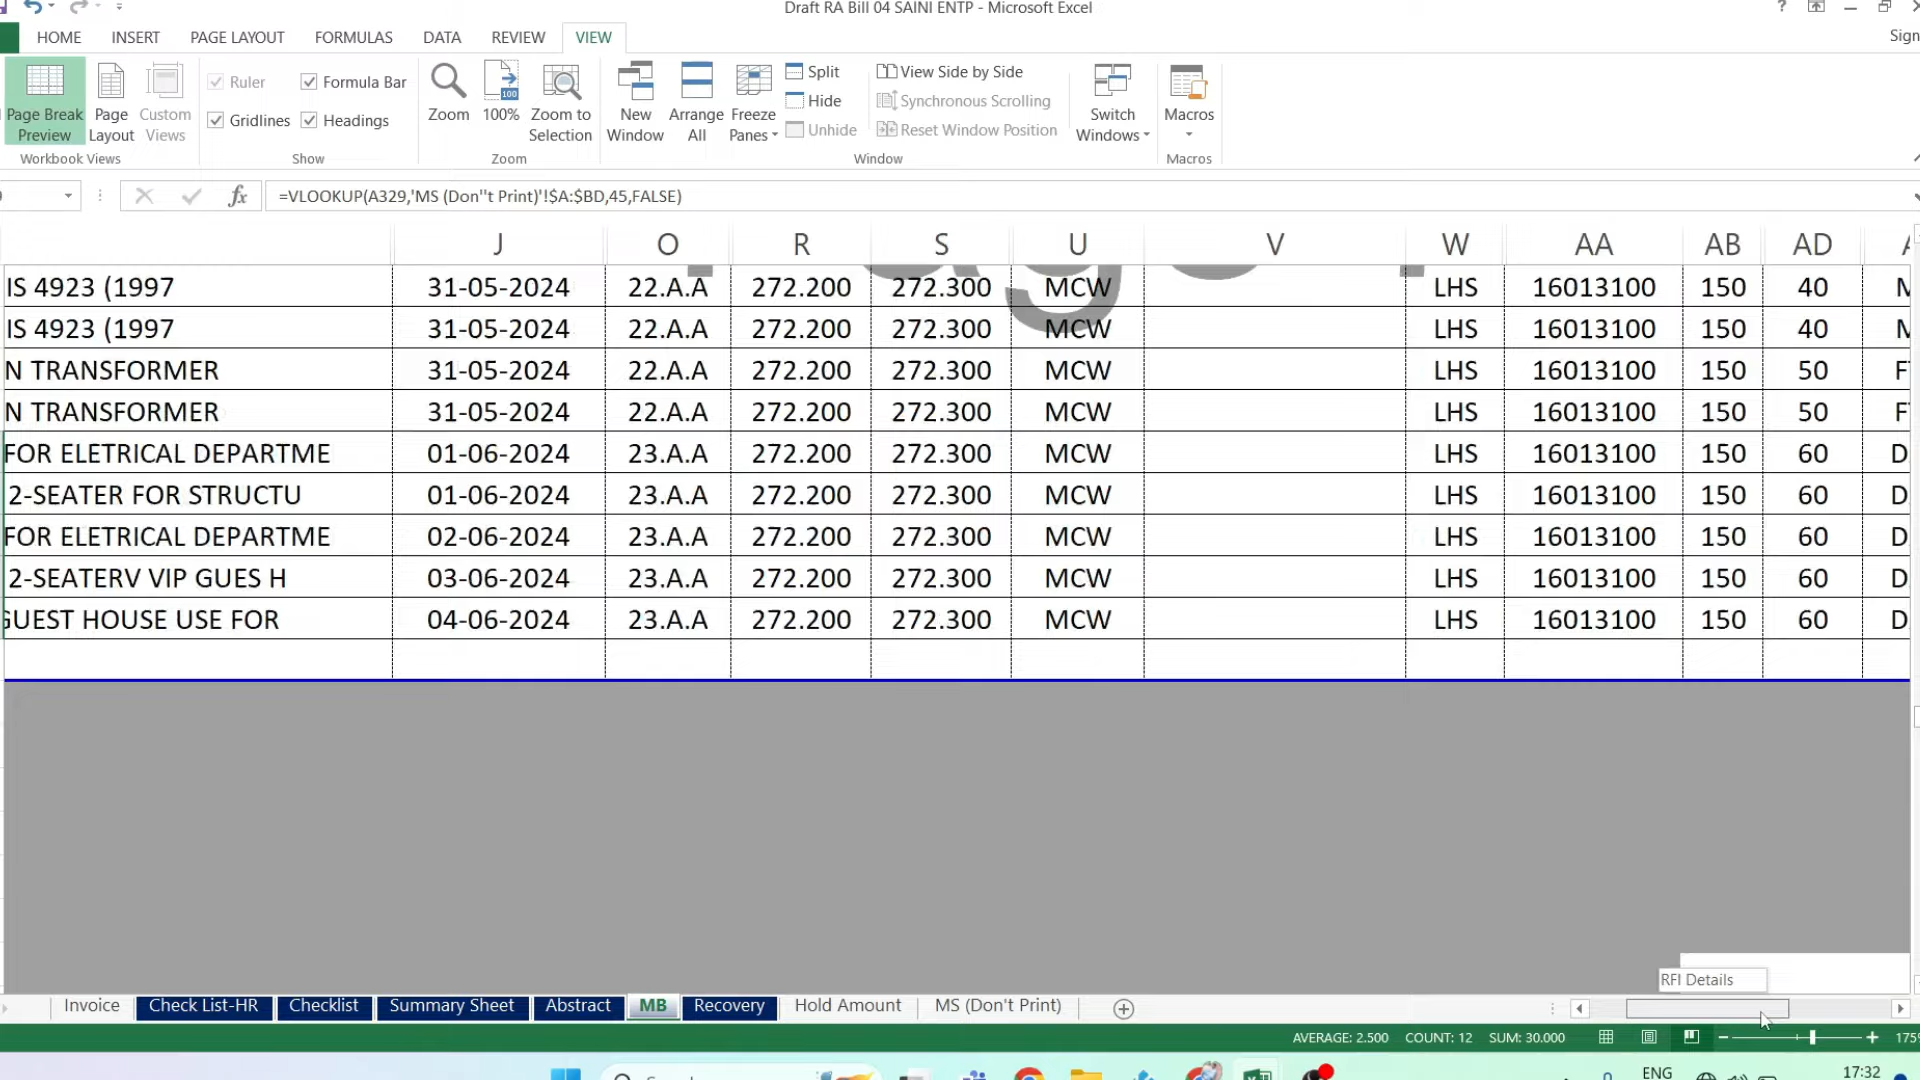 Draft RA Bill 04 SAINI ENTP - Microsoft Excel
?
HOME INSERT PAGE LAYOUT FORMULAS DATA REVIEW VIEW Sign
Page Break Preview
Page Layout
Custom Views
Workbook Views
Ruler
Formula Bar
Gridlines
Headings
Show
Zoom
100
100%
Zoom to Selection
Zoom
New Window
Arrange All
Freeze Panes
Split
Hide
Unhide
View Side by Side
Synchronous Scrolling
Reset Window Position
Window
Switch Windows
Macros
Macros
fx =VLOOKUP(A329,'MS (Don''t Print)'!$A:$BD,45,FALSE)
J O R S U V W AA AB AD
IS 4923 (1997 31-05-2024 22.A.A 272.200 272.300 MCW LHS 16013100 150 40 M
IS 4923 (1997 31-05-2024 22.A.A 272.200 272.300 MCW LHS 16013100 150 40 M
N TRANSFORMER 31-05-2024 22.A.A 272.200 272.300 MCW LHS 16013100 150 50 F
N TRANSFORMER 31-05-2024 22.A.A 272.200 272.300 MCW LHS 16013100 150 50 F
FOR ELETRICAL DEPARTME 01-06-2024 23.A.A 272.200 272.300 MCW LHS 16013100 150 60 D
2-SEATER FOR STRUCTU 01-06-2024 23.A.A 272.200 272.300 MCW LHS 16013100 150 60 D
FOR ELETRICAL DEPARTME 02-06-2024 23.A.A 272.200 272.300 MCW LHS 16013100 150 60 D
2-SEATERV VIP GUES H 03-06-2024 23.A.A 272.200 272.300 MCW LHS 16013100 150 60 D
GUEST HOUSE USE FOR 04-06-2024 23.A.A 272.200 272.300 MCW LHS 16013100 150 60 D
RFI Details
Invoice Check List-HR Checklist Summary Sheet Abstract MB Recovery Hold Amount MS (Don't Print)
AVERAGE: 2.500 COUNT: 12 SUM: 30.000 175
ENG 17:32